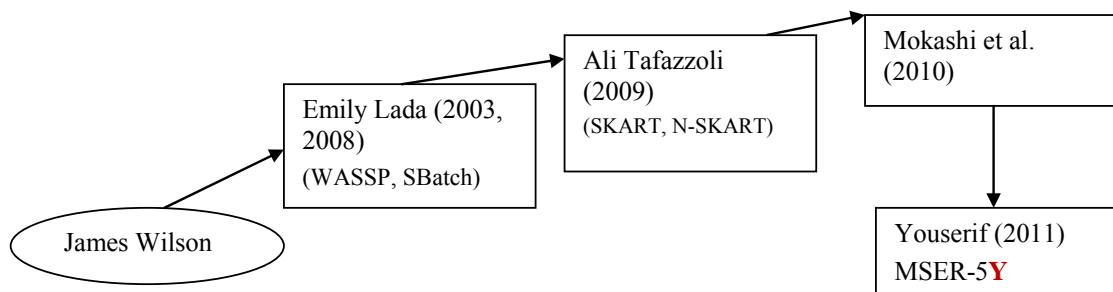 James Wilson
Emily Lada (2003,
2008)
(WASSP, SBatch)
Ali Tafazzoli
(2009)
(SKART, N-SKART)
Mokashi et al.
(2010)
Youserif (2011)
MSER-5Y